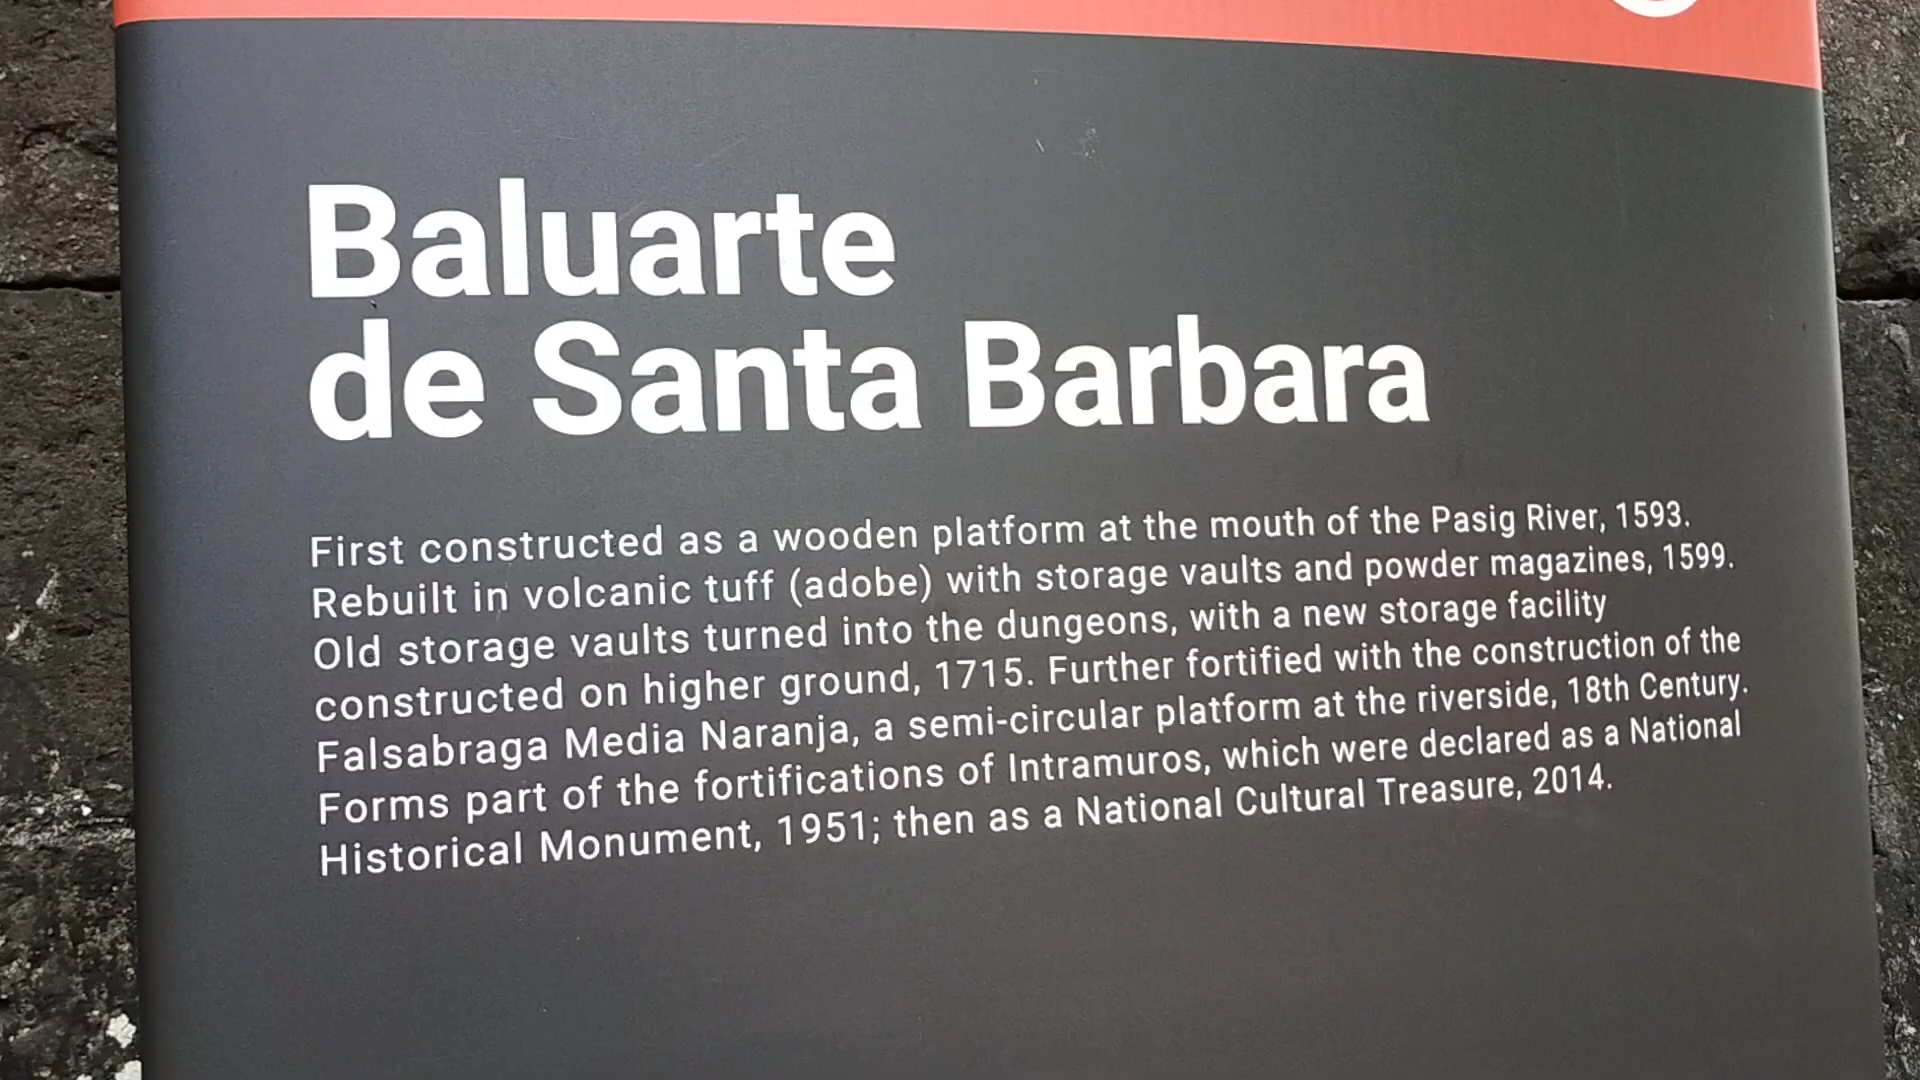 Baluarte
de Santa Barbara
First constructed as a wooden platform at the mouth of the Pasig River, 1593.
Rebuilt in volcanic tuff (adobe) with storage vaults and powder magazines, 1599.
Old storage vaults turned into the dungeons, with a new storage facility
constructed on higher ground, 1715. Further fortified with the construction of the
Falsabraga Media Naranja, a semi-circular platform at the riverside, 18th Century.
Forms part of the fortifications of Intramuros, which were declared as a National
Historical Monument, 1951; then as a National Cultural Treasure, 2014.